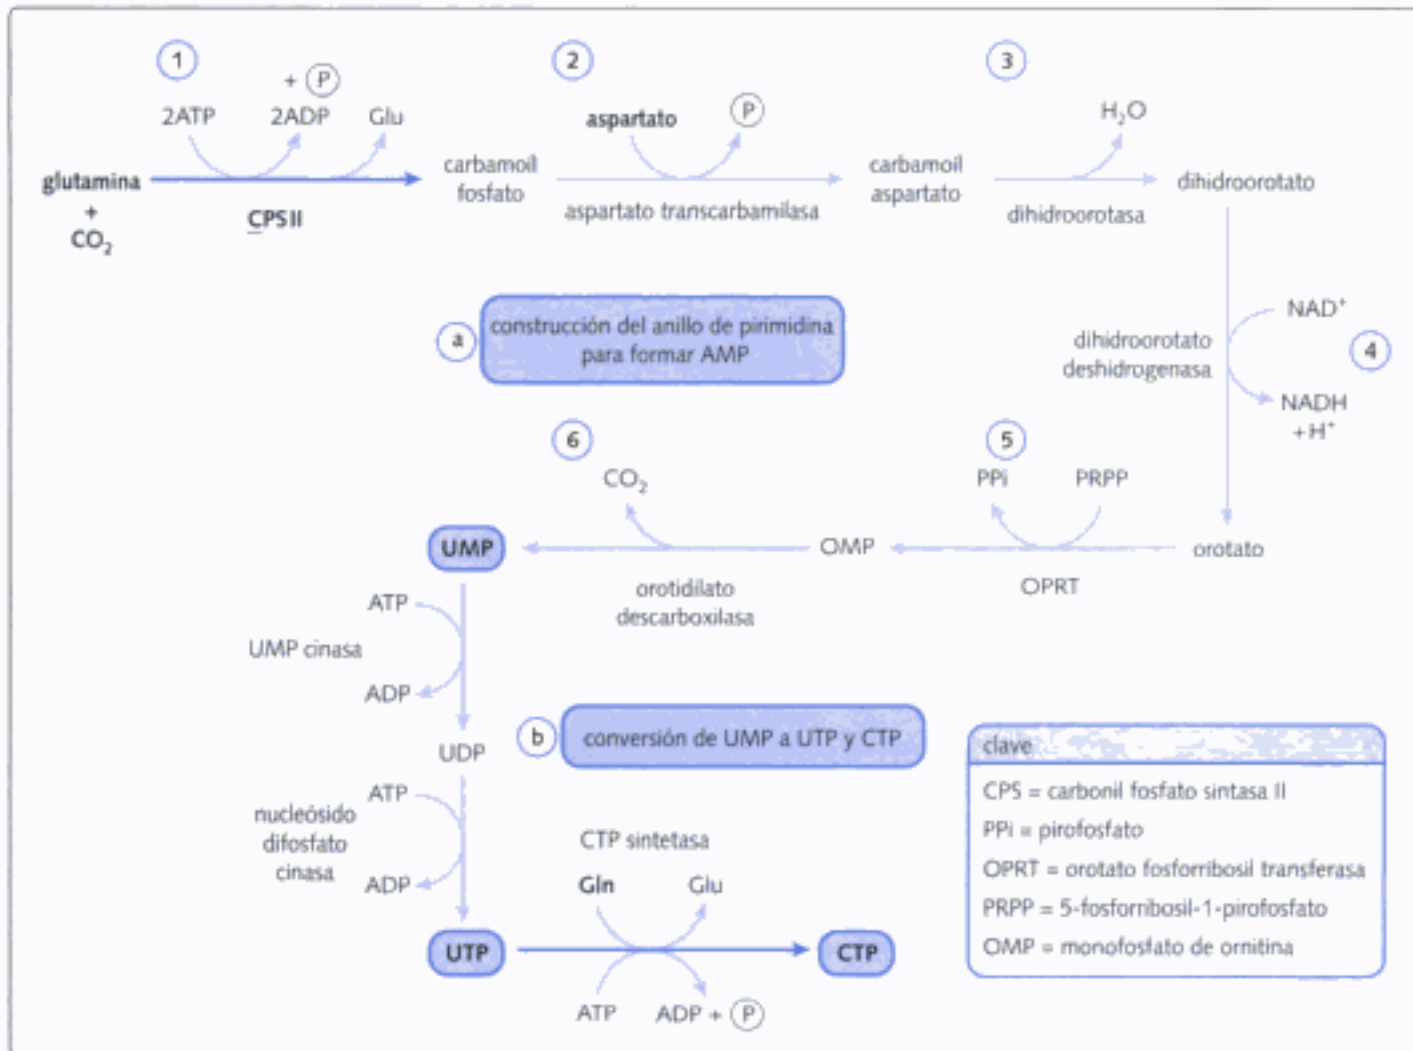 1
2ATP
+ P
2ADP
Glu
glutamina
+
CO₂
CPS II
carbamoil
fosfato
2
aspartato
P
aspartato transcarbamilasa
carbamoil
aspartato
3
H₂O
dihidroorotasa
dihidroorotato
a
construcción del anillo de pirimidina
para formar AMP
dihidroorotato
deshidrogenasa
NAD⁺
4
NADH
+ H⁺
orotato
5
PPi
PRPP
OPRT
OMP
6
CO₂
orotidilato
descarboxilasa
UMP
ATP
UMP cinasa
ADP
UDP
b
conversión de UMP a UTP y CTP
ATP
nucleósido
difosfato
cinasa
ADP
UTP
CTP sintetasa
Gln
Glu
ATP
ADP + P
CTP
clave
CPS = carbonil fosfato sintasa II
PPi = pirofosfato
OPRT = orotato fosforribosil transferasa
PRPP = 5-fosforribosil-1-pirofosfato
OMP = monofosfato de ornitina